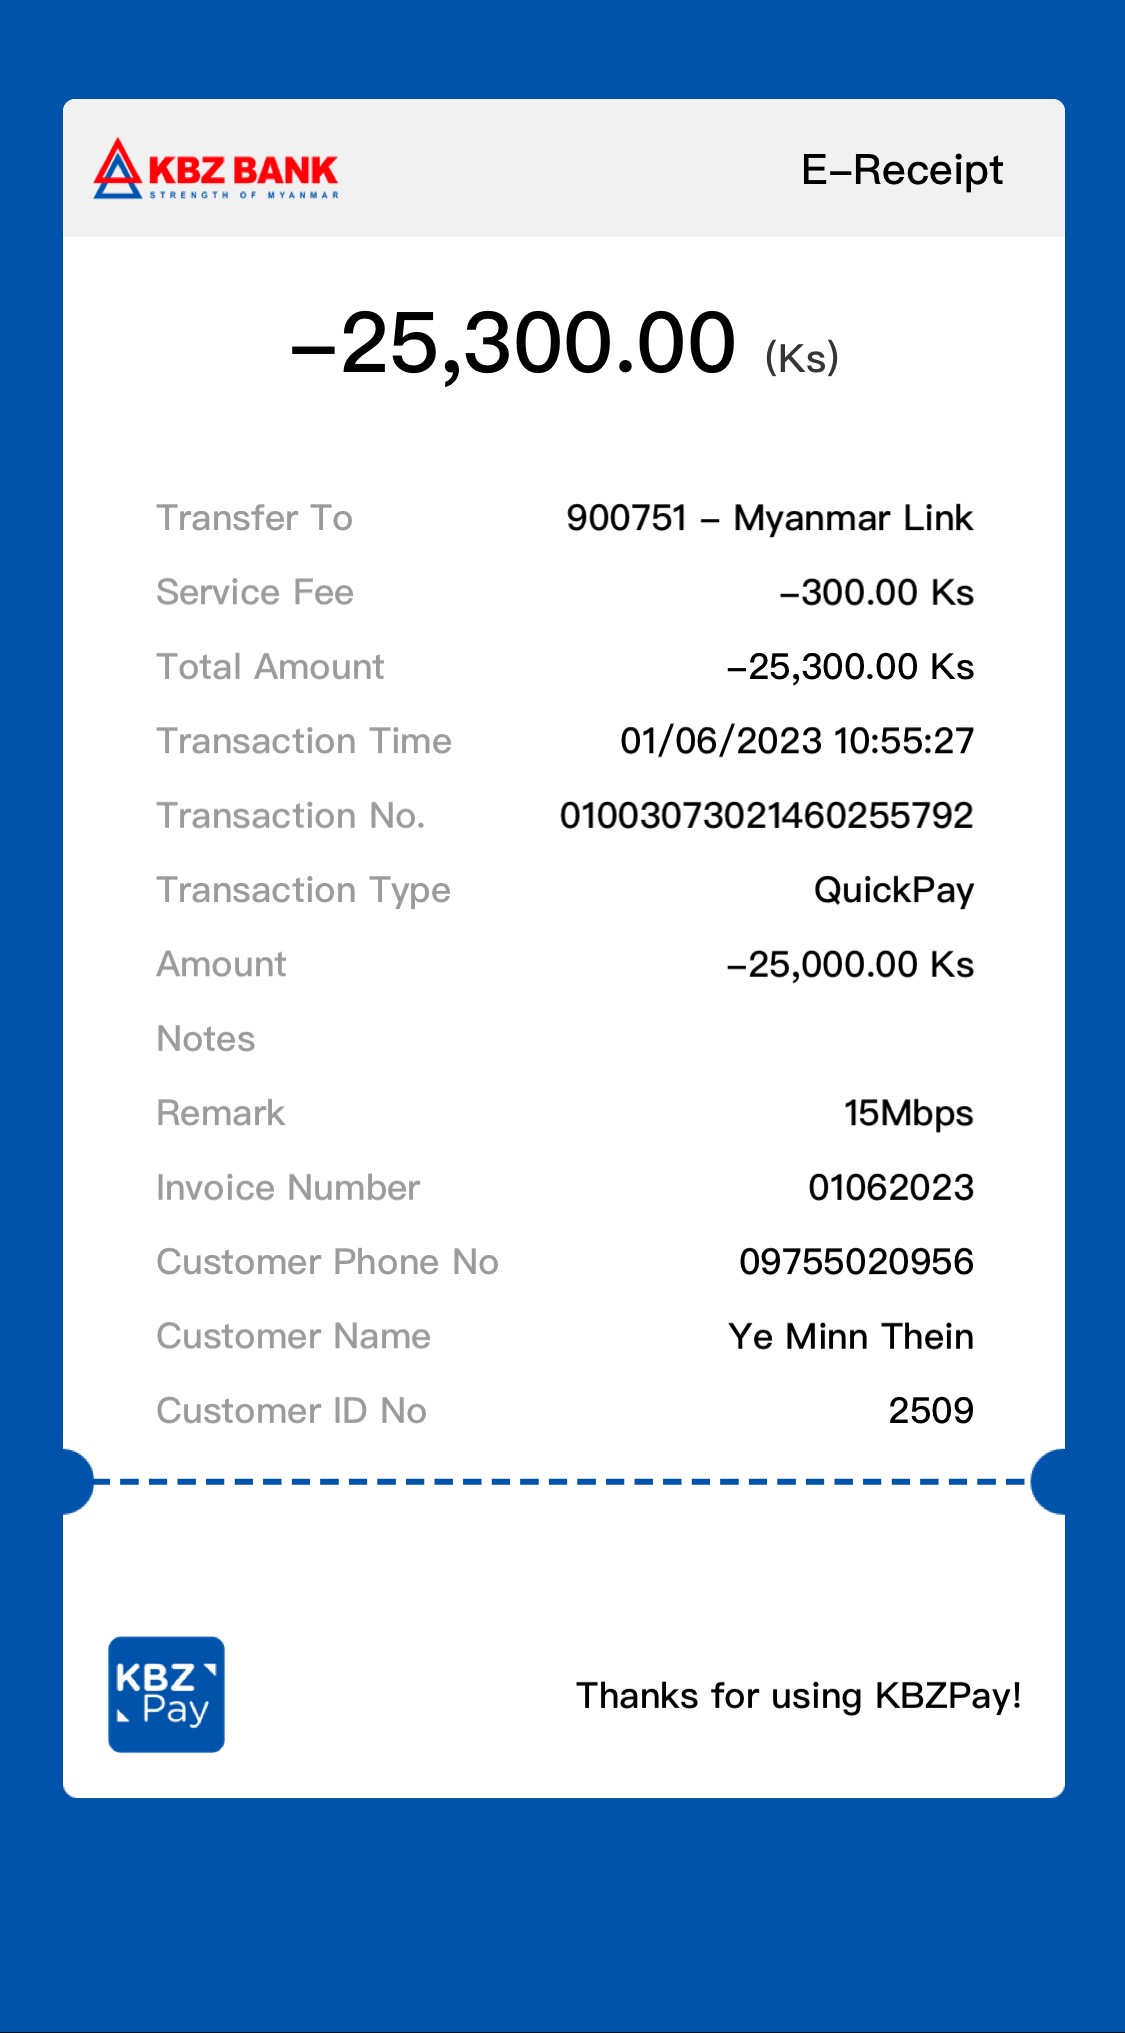 KBZ BANK
STRENGTH OF MYANMAR
E-Receipt
-25,300.00 (Ks)
Transfer To 900751 - Myanmar Link
Service Fee -300.00 Ks
Total Amount -25,300.00 Ks
Transaction Time 01/06/2023 10:55:27
Transaction No. 01003073021460255792
Transaction Type QuickPay
Amount -25,000.00 Ks
Notes
Remark 15Mbps
Invoice Number 01062023
Customer Phone No 09755020956
Customer Name Ye Minn Thein
Customer ID No 2509
KBZ
Pay
Thanks for using KBZPay!